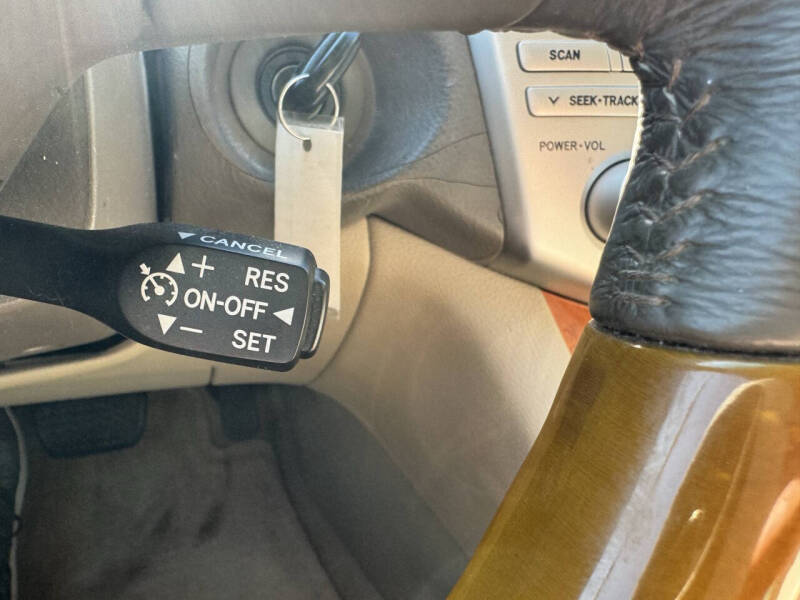 SCAN
SEEK•TRACK
POWER•VOL
CANCEL
+ RES
ON-OFF
– SET